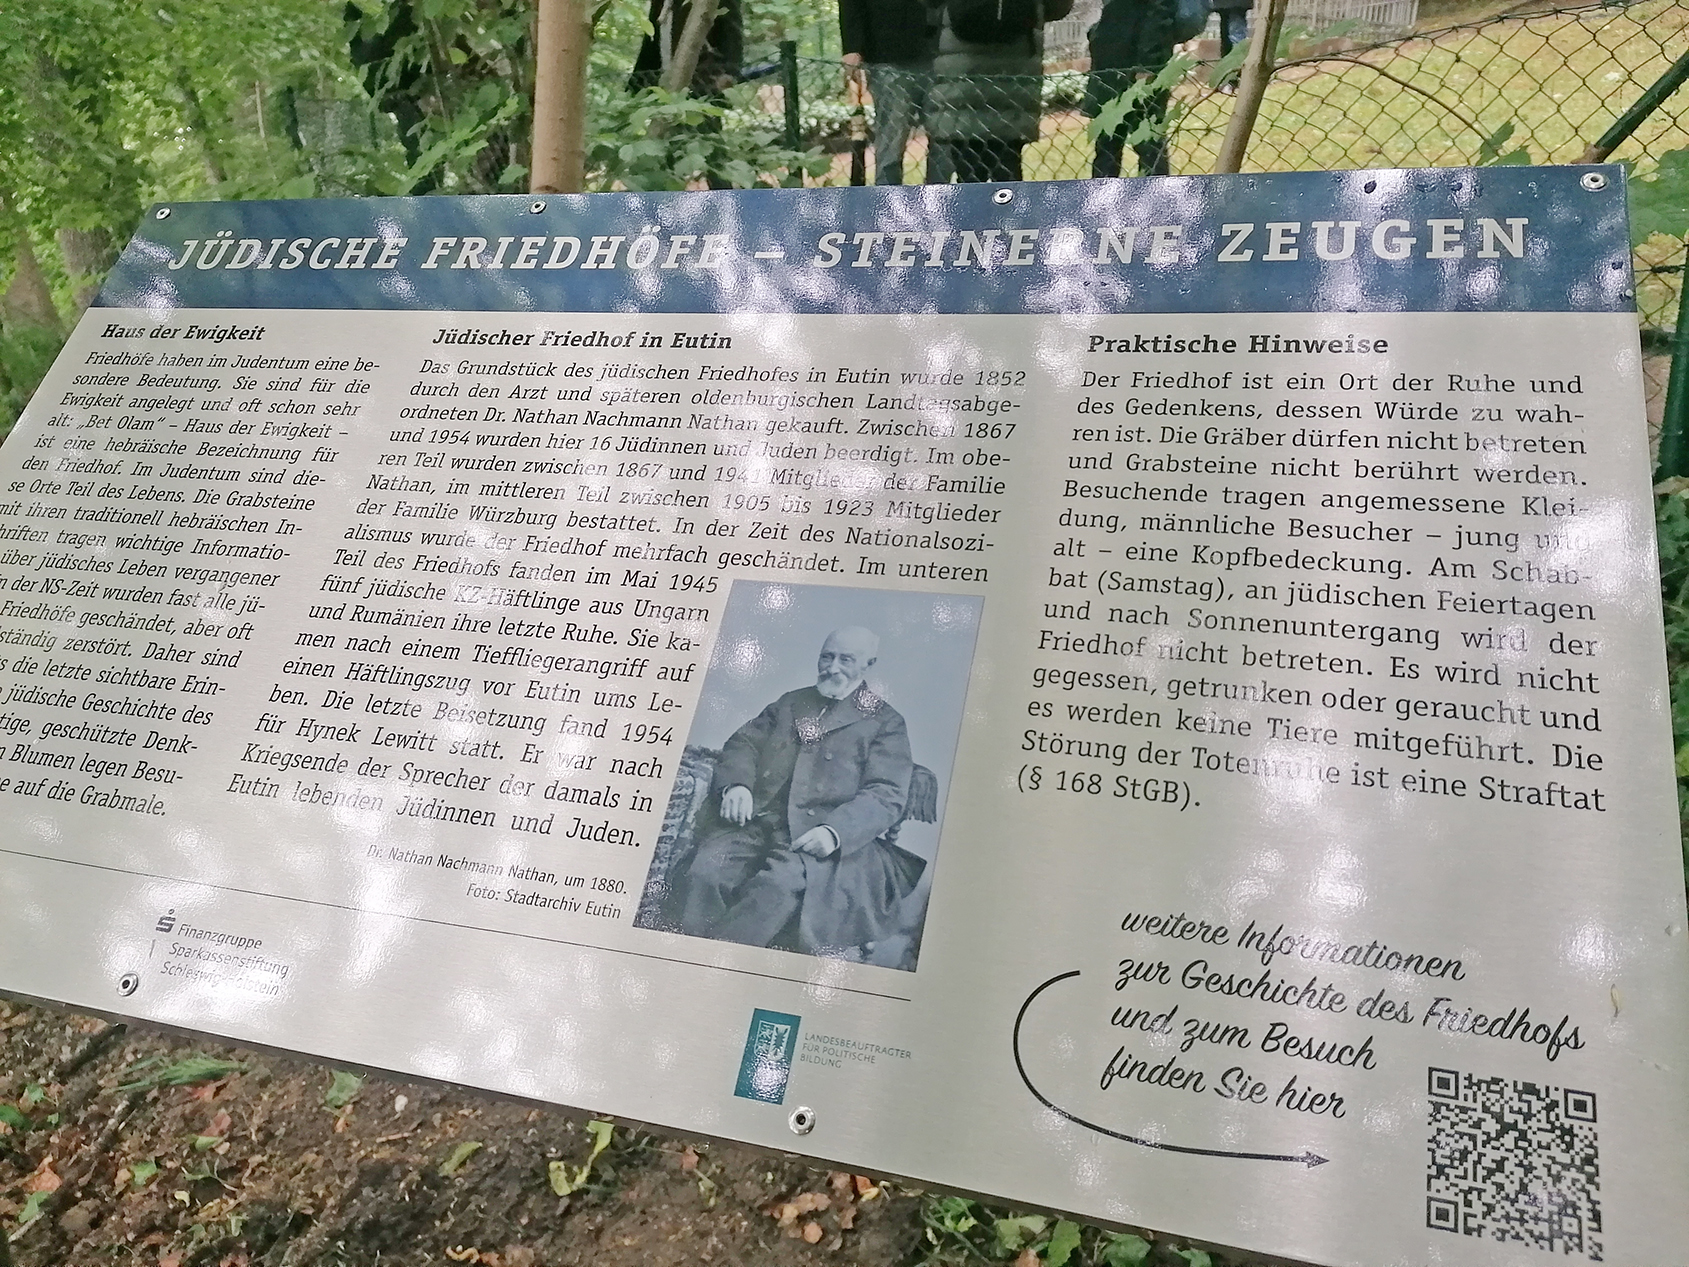 JÜDISCHE FRIEDHÖFE – STEINERNE ZEUGEN
Haus der Ewigkeit
Friedhöfe haben im Judentum eine be-
sondere Bedeutung. Sie sind für die
Ewigkeit angelegt und oft schon sehr
alt: „Bet Olam“ – Haus der Ewigkeit –
ist eine hebräische Bezeichnung für
den Friedhof. Im Judentum sind die-
se Orte Teil des Lebens. Die Grabsteine
mit ihren traditionell hebräischen In-
tragen wichtige Informatio-
über jüdisches Leben vergangener
der NS-Zeit wurden fast alle jü-
Friedhöfe geschändet, aber oft
zerstört. Daher sind
die letzte sichtbare Erin-
jüdische Geschichte des
geschützte Denk-
Blumen legen Besu-
auf die Grabmale.
Jüdischer Friedhof in Eutin
Das Grundstück des jüdischen Friedhofes in Eutin wurde 1852
durch den Arzt und späteren oldenburgischen Landtagsabge-
ordneten Dr. Nathan Nachmann Nathan gekauft. Zwischen 1867
und 1954 wurden hier 16 Jüdinnen und Juden beerdigt. Im obe-
ren Teil wurden zwischen 1867 und 1941 Mitglieder der Familie
Nathan, im mittleren Teil zwischen 1905 bis 1923 Mitglieder
der Familie Würzburg bestattet. In der Zeit des Nationalsozi-
alismus wurde der Friedhof mehrfach geschändet. Im unteren
Teil des Friedhofs fanden im Mai 1945
fünf jüdische KZ-Häftlinge aus Ungarn
und Rumänien ihre letzte Ruhe. Sie ka-
men nach einem Tieffliegerangriff auf
einen Häftlingszug vor Eutin ums Le-
ben. Die letzte Beisetzung fand 1954
für Hynek Lewitt statt. Er war nach
Kriegsende der Sprecher der damals in
Eutin lebenden Jüdinnen und Juden.
Dr. Nathan Nachmann Nathan, um 1880.
Foto: Stadtarchiv Eutin
Praktische Hinweise
Der Friedhof ist ein Ort der Ruhe und
des Gedenkens, dessen Würde zu wah-
ren ist. Die Gräber dürfen nicht betreten
und Grabsteine nicht berührt werden.
Besuchende tragen angemessene Klei-
dung, männliche Besucher – jung und
alt – eine Kopfbedeckung. Am Schab-
bat (Samstag), an jüdischen Feiertagen
und nach Sonnenuntergang wird der
Friedhof nicht betreten. Es wird nicht
gegessen, getrunken oder geraucht und
es werden keine Tiere mitgeführt. Die
Störung der Totenruhe ist eine Straftat
(§ 168 StGB).
weitere Informationen
zur Geschichte des Friedhofs
und zum Besuch
finden Sie hier
Finanzgruppe
Sparkassenstiftung
Schleswig-Holstein
LANDESBEAUFTRAGTER
FÜR POLITISCHE
BILDUNG